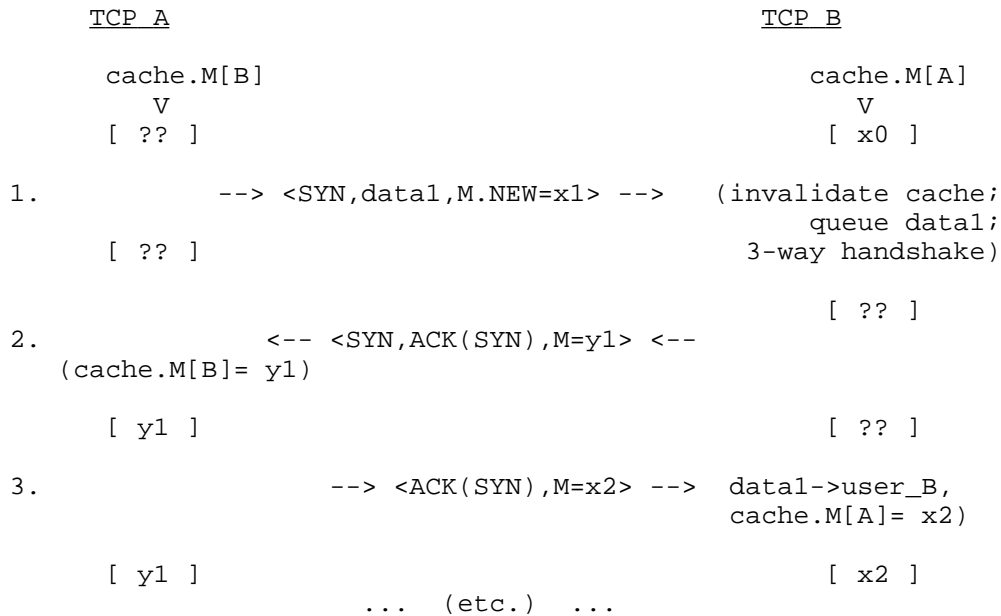 TCP A TCP B
cache.M[B] cache.M[A]
V V
[ ?? ] [ x0 ]
1. --> <SYN,data1,M.NEW=x1> --> (invalidate cache;
queue data1;
[ ?? ] 3-way handshake)
[ ?? ]
2. <-- <SYN,ACK(SYN),M=y1> <--
(cache.M[B]= y1)
[ y1 ] [ ?? ]
3. --> <ACK(SYN),M=x2> --> data1->user_B,
cache.M[A]= x2)
[ y1 ] [ x2 ]
... (etc.) ...